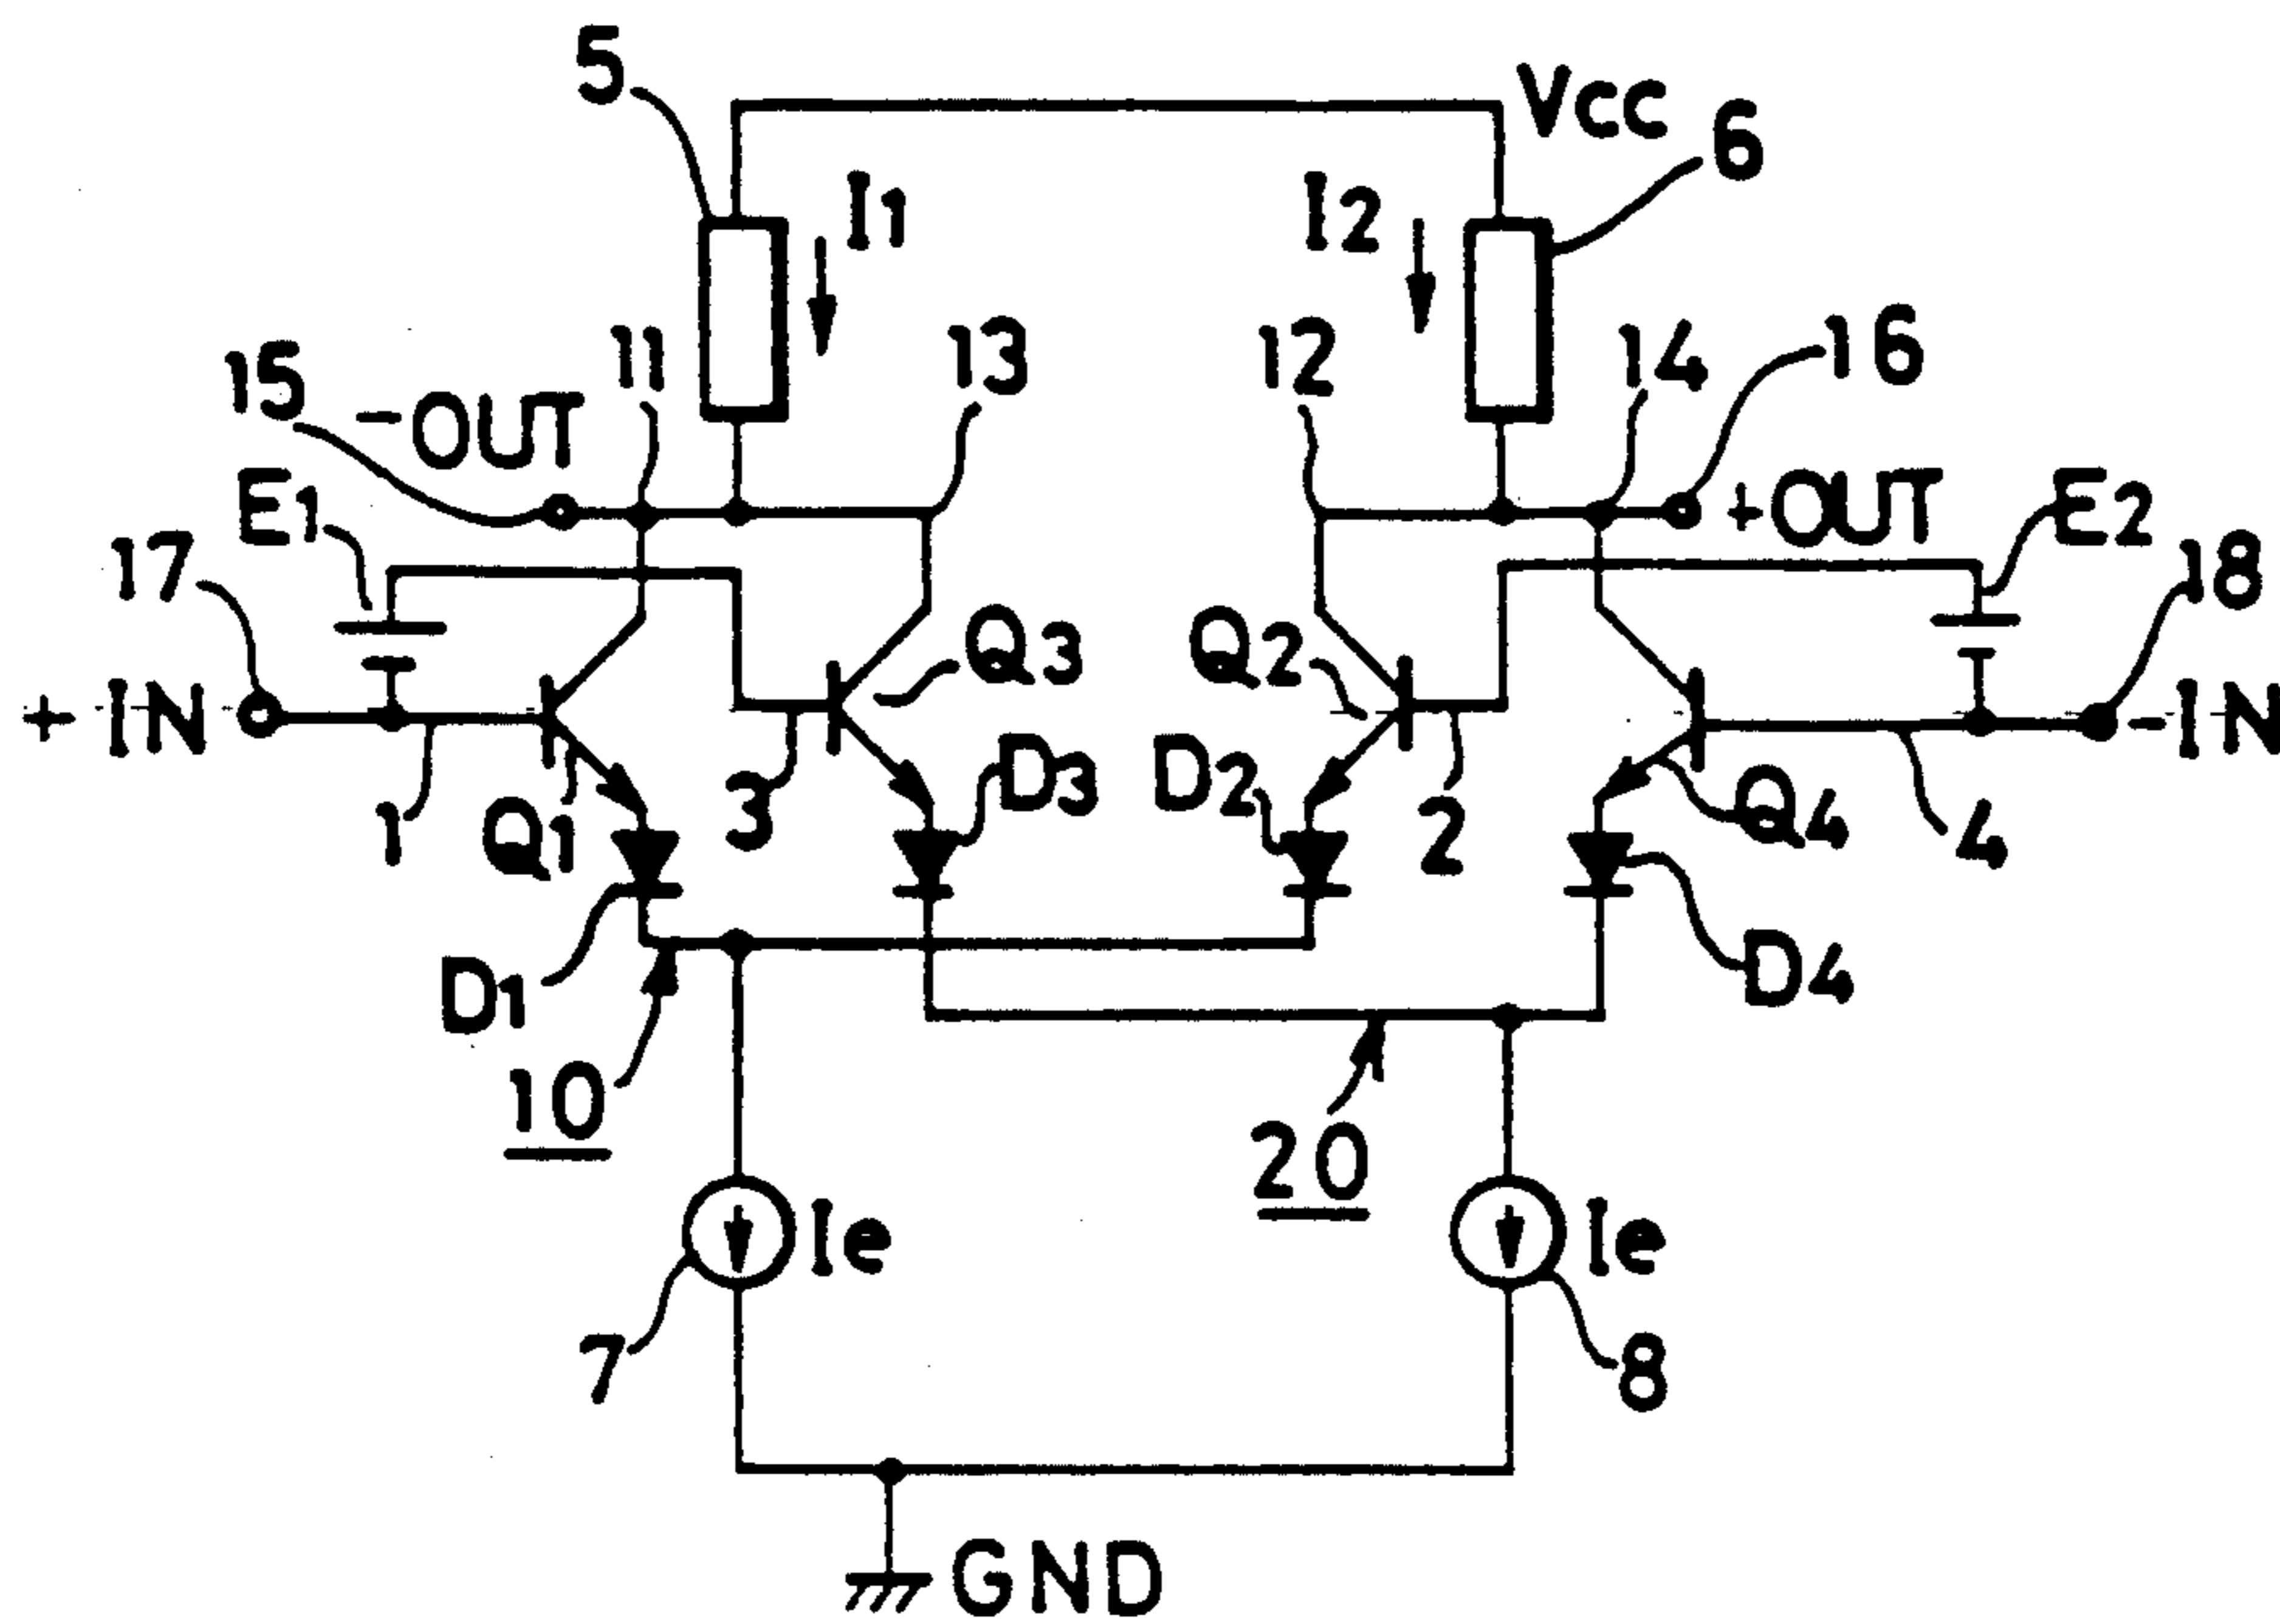 5
Vcc
6
I1
I2
15
-OUT
11
13
12
14
16
+OUT
E1
E2
17
18
+IN
Q3
Q2
-IN
1
Q1
3
D3
D2
2
Q4
4
D1
D4
10
20
Ie
Ie
7
8
GND